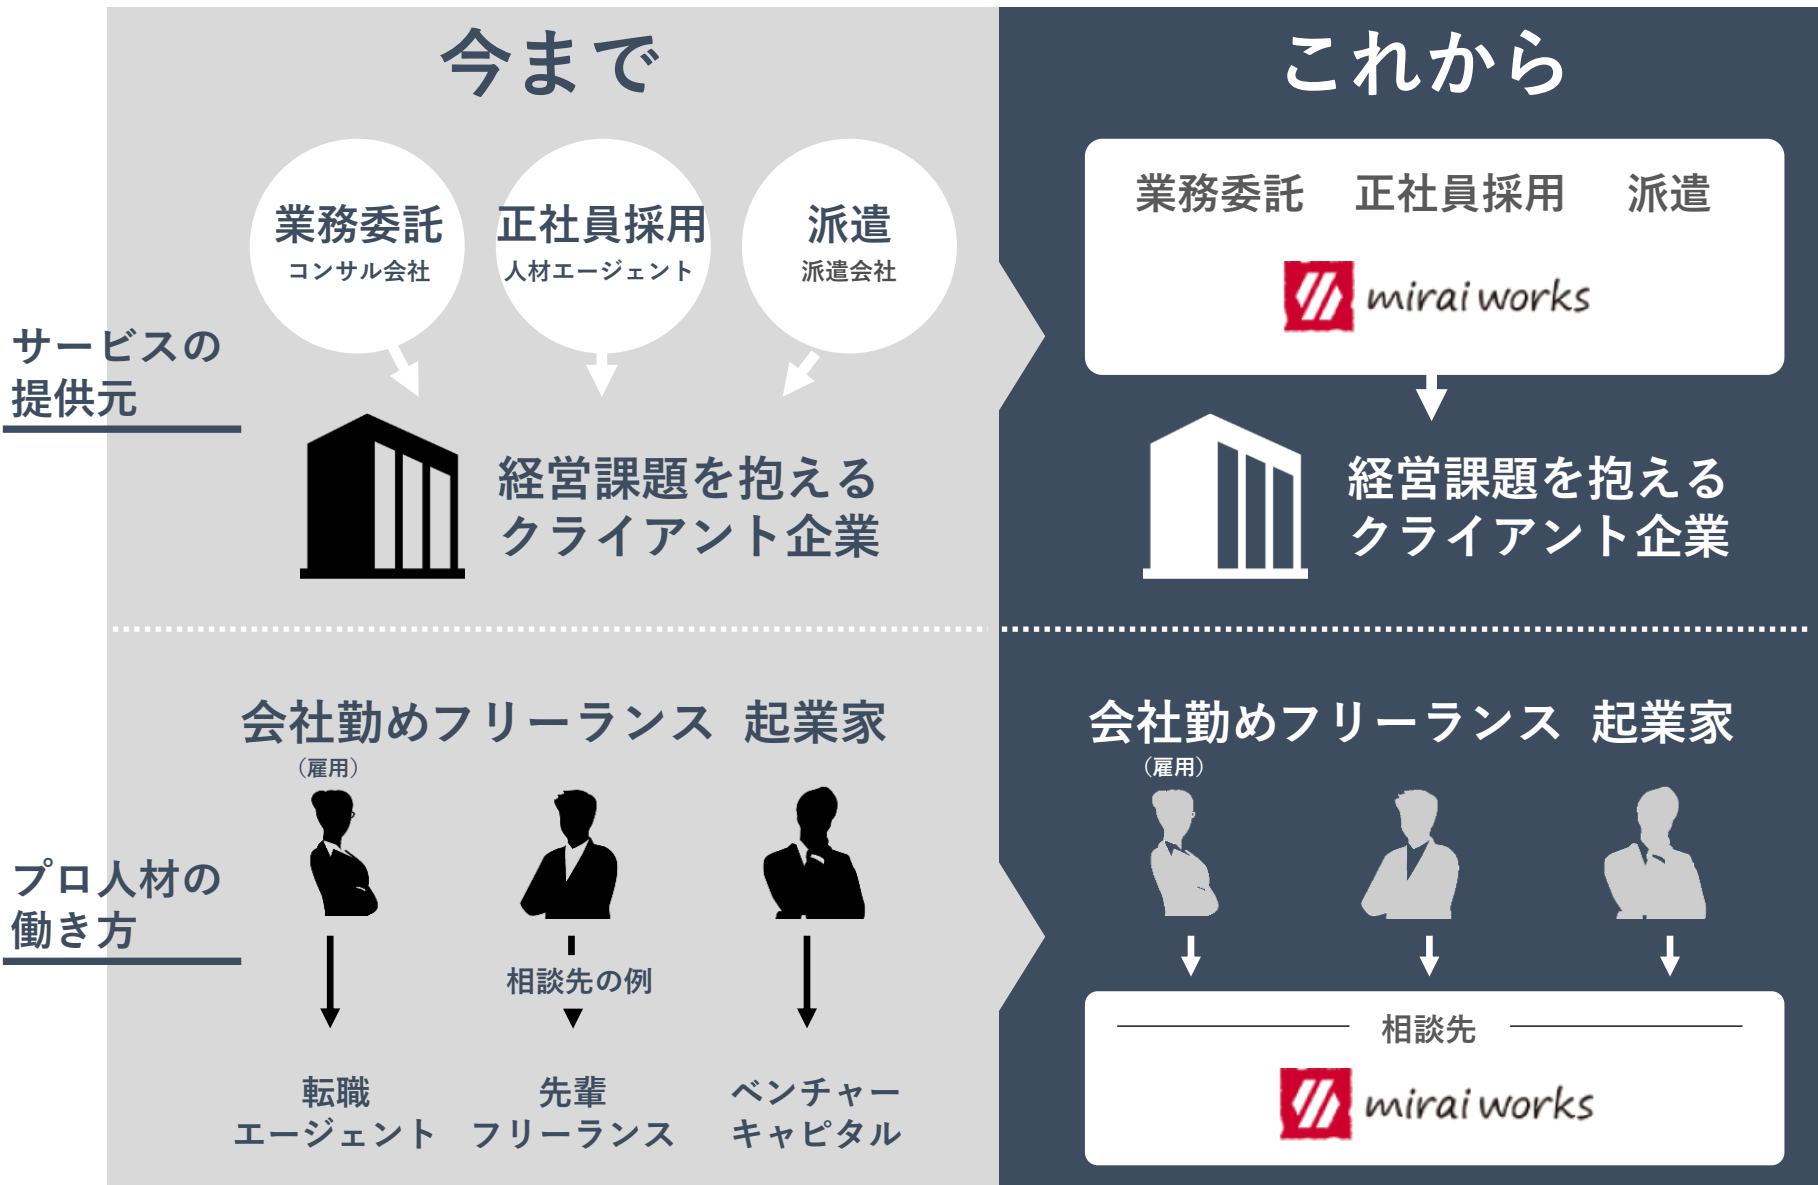 今まで
業務委託
コンサル会社
正社員採用
人材エージェント
派遣
派遣会社
サービスの
提供元
経営課題を抱える
クライアント企業
会社勤め
(雇用)
フリーランス
起業家
プロ人材の
働き方
相談先の例
転職
エージェント
先輩
フリーランス
ベンチャー
キャピタル
これから
業務委託 正社員採用 派遣
mirai works
経営課題を抱える
クライアント企業
会社勤め
(雇用)
フリーランス
起業家
相談先
mirai works